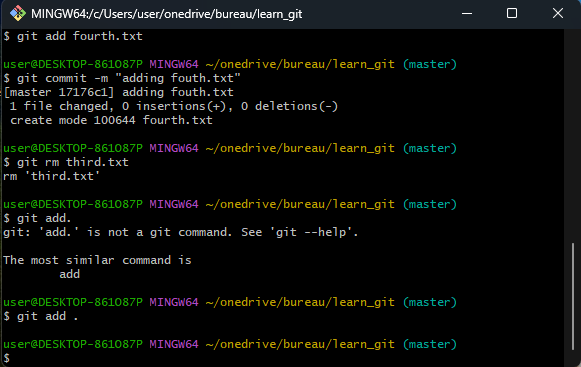 MINGW64:/c/Users/user/onedrive/bureau/learn_git
$ git add fourth.txt
user@DESKTOP-861O87P MINGW64 ~/onedrive/bureau/learn_git (master)
$ git commit -m "adding fouth.txt"
[master 17176c1] adding fouth.txt
 1 file changed, 0 insertions(+), 0 deletions(-)
 create mode 100644 fourth.txt
user@DESKTOP-861O87P MINGW64 ~/onedrive/bureau/learn_git (master)
$ git rm third.txt
rm 'third.txt'
user@DESKTOP-861O87P MINGW64 ~/onedrive/bureau/learn_git (master)
$ git add.
git: 'add.' is not a git command. See 'git --help'.
The most similar command is
        add
user@DESKTOP-861O87P MINGW64 ~/onedrive/bureau/learn_git (master)
$ git add .
user@DESKTOP-861O87P MINGW64 ~/onedrive/bureau/learn_git (master)
$